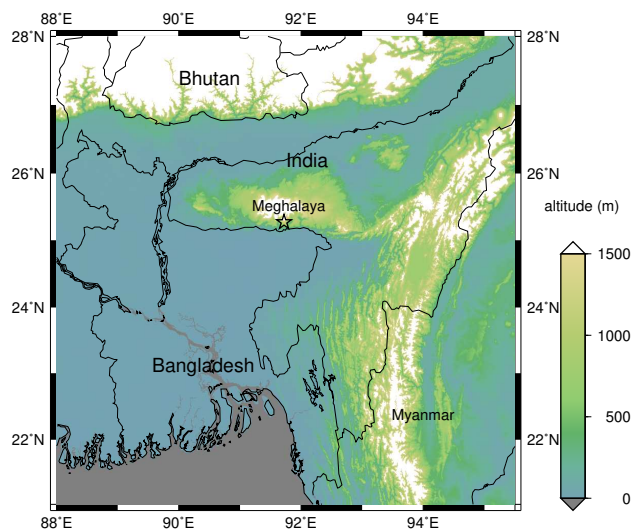 88°E 90°E 92°E 94°E
28°N 28°N
Bhutan
26°N India 26°N
Meghalaya
altitude (m)
1500
24°N 24°N
1000
Bangladesh
500
Myanmar
22°N 22°N
0
88°E 90°E 92°E 94°E